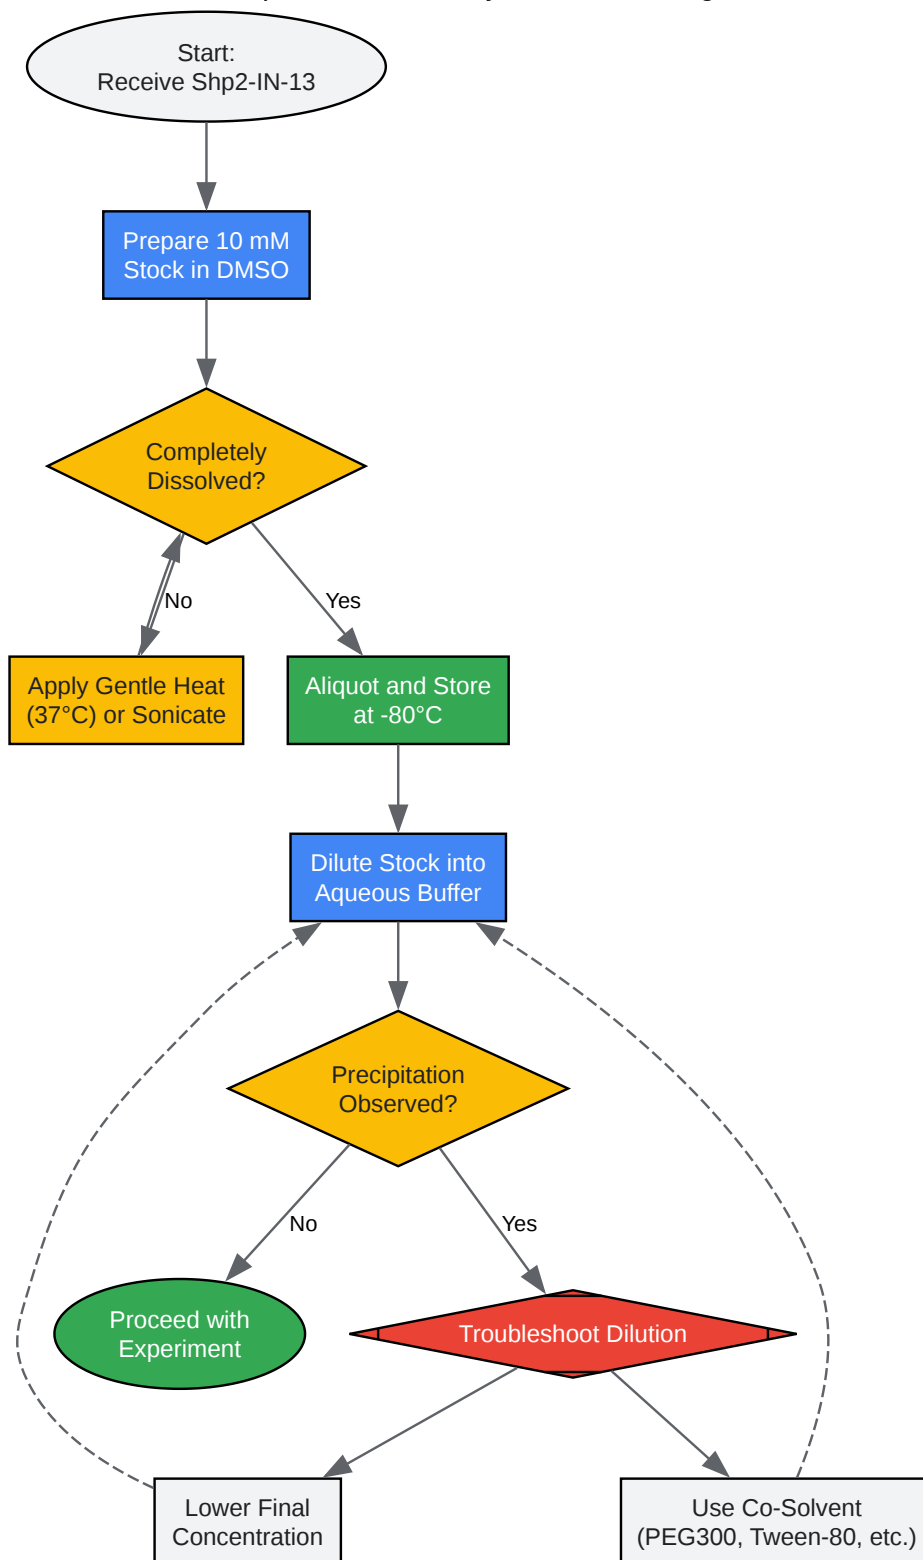 Start:
Receive Shp2-IN-13
Prepare 10 mM
Stock in DMSO
Completely
Dissolved?
No
Yes
Apply Gentle Heat
(37°C) or Sonicate
Aliquot and Store
at -80°C
Dilute Stock into
Aqueous Buffer
Precipitation
Observed?
No
Yes
Proceed with
Experiment
Troubleshoot Dilution
Lower Final
Concentration
Use Co-Solvent
(PEG300, Tween-80, etc.)